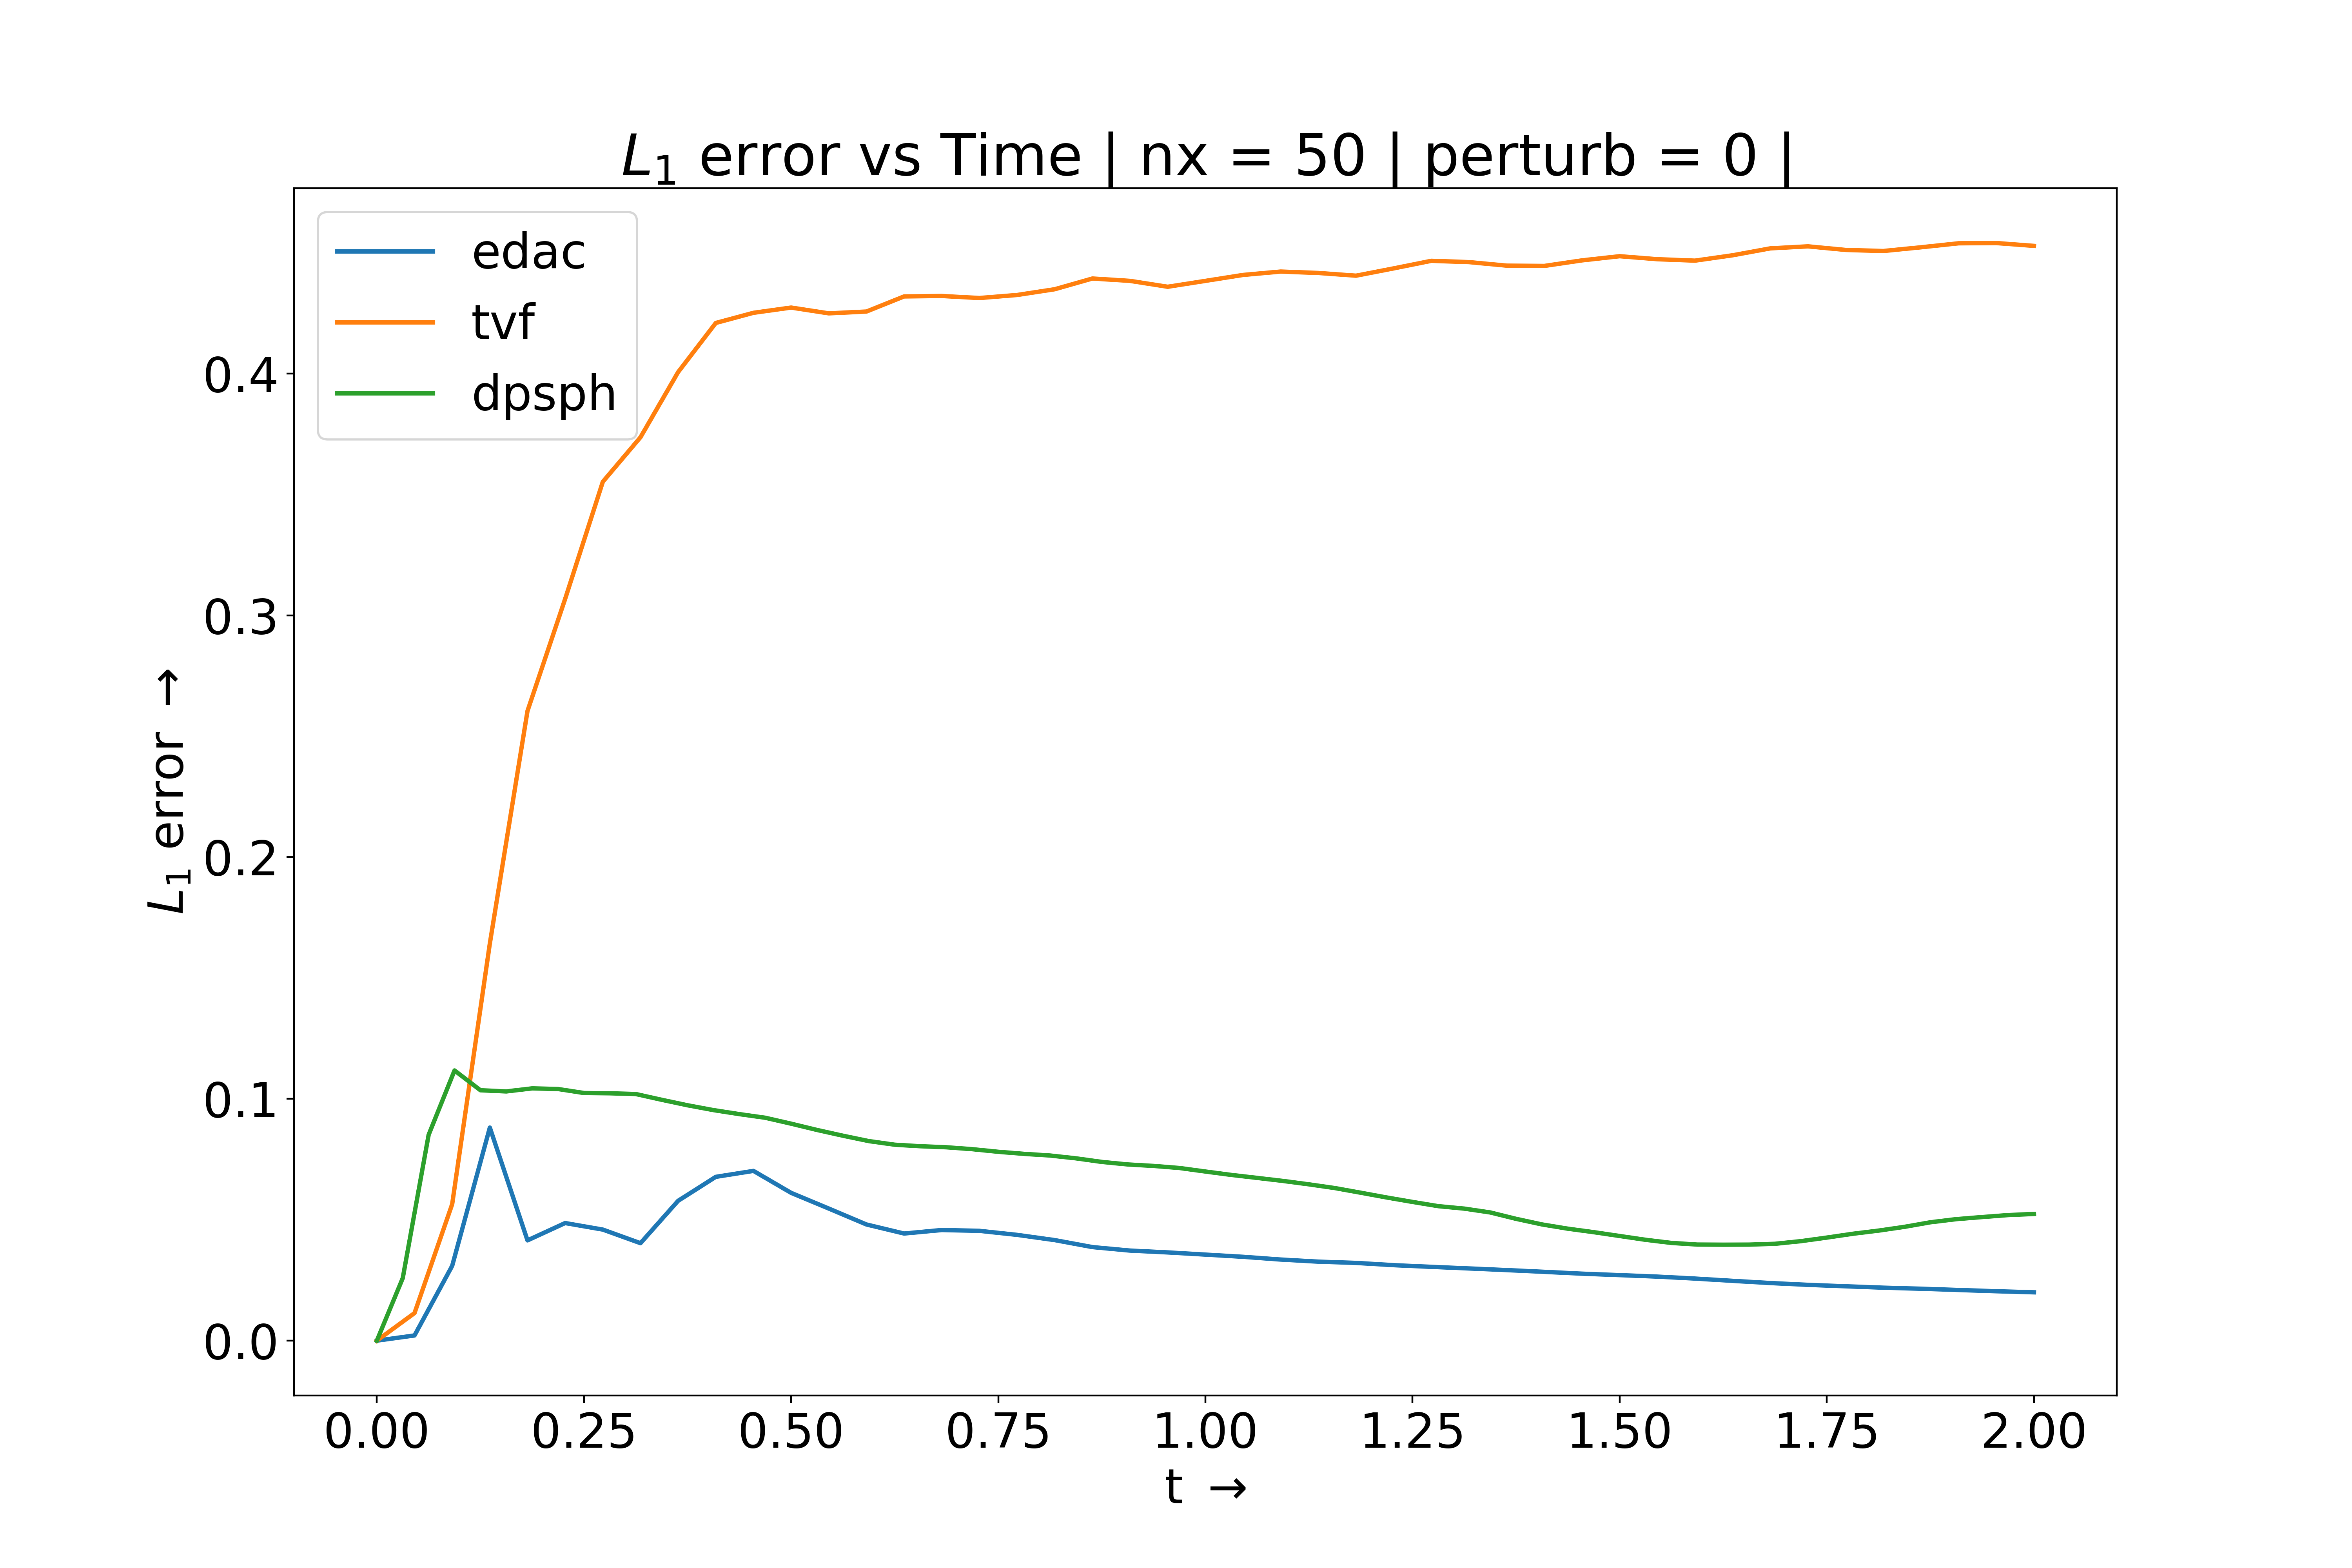 L₁ error vs Time | nx = 50 | perturb = 0 |
edac
tvf
dpsph
L₁ error →
0.4
0.3
0.2
0.1
0.0
0.00 0.25 0.50 0.75 1.00 1.25 1.50 1.75 2.00
t →